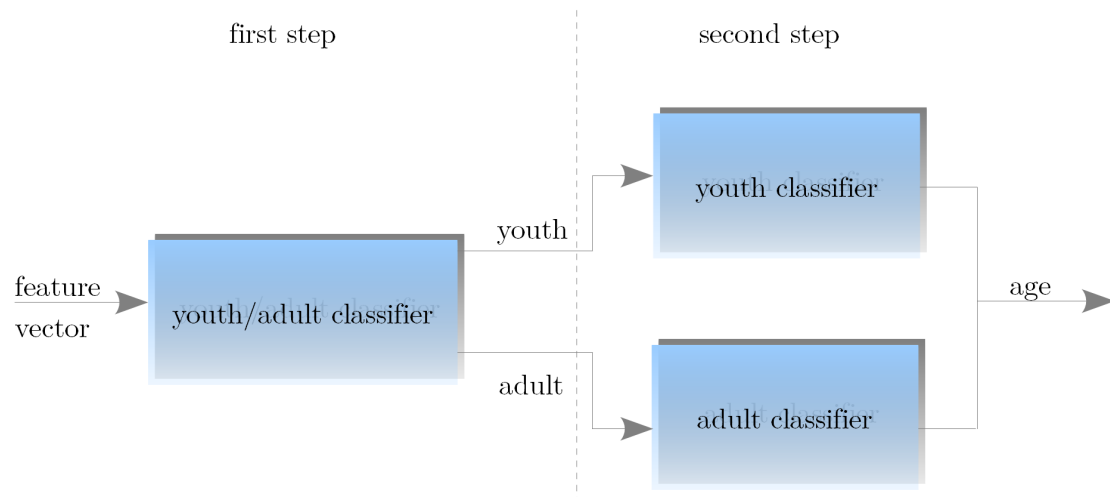 first step
second step
youth classifier
youth
feature
vector
youth/adult classifier
age
adult
adult classifier